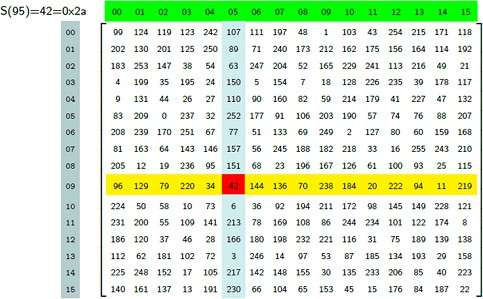 S(95)=42=0x2a 00 01 02 03 04 05 06 07 08 09 10 11 12 13 14 15
00 99 124 119 123 242 107 111 197 48 1 103 43 254 215 171 118
01 202 130 201 125 250 89 71 240 173 212 162 175 156 164 114 192
02 183 253 147 38 54 63 247 204 52 165 229 241 113 216 49 21
03 4 199 35 195 24 150 5 154 7 18 128 226 235 39 178 117
04 9 131 44 26 27 110 90 160 82 59 214 179 41 227 47 132
05 83 209 0 237 32 252 177 91 106 203 190 57 74 76 88 207
06 208 239 170 251 67 77 51 133 69 249 2 127 80 60 159 168
07 81 163 64 143 146 157 56 245 188 182 218 33 16 255 243 210
08 205 12 19 236 95 151 68 23 196 167 126 61 100 93 25 115
09 96 129 79 220 34 42 144 136 70 238 184 20 222 94 11 219
10 224 50 58 10 73 6 36 92 194 211 172 98 145 149 228 121
11 231 200 55 109 141 213 78 169 108 86 244 234 101 122 174 8
12 186 120 37 46 28 166 180 198 232 221 116 31 75 189 139 138
13 112 62 181 102 72 3 246 14 97 53 87 185 134 193 29 158
14 225 248 152 17 105 217 142 148 155 30 135 233 206 85 40 223
15 140 161 137 13 191 230 66 104 65 153 45 15 176 84 187 22